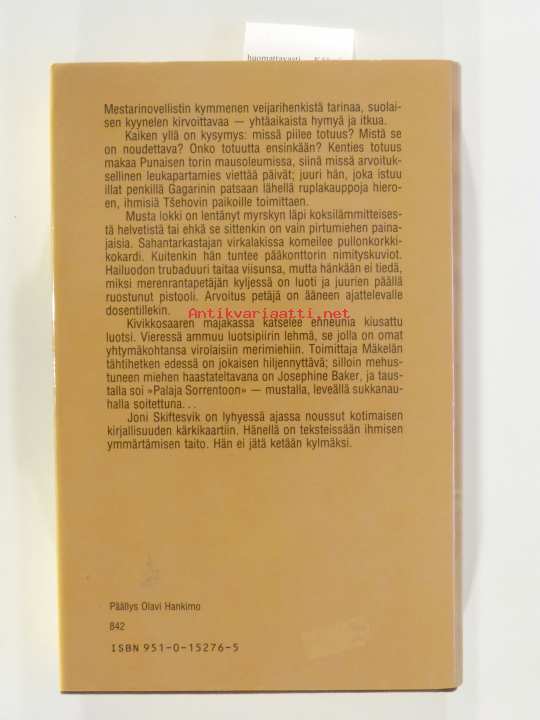 huomattavasti
Mestarinovellistin kymmenen veijarihenkistä tarinaa, suolai-
sen kyynelen kirvoittavaa — yhtäaikaista hymyä ja itkua.
Kaiken yllä on kysymys: missä piilee totuus? Mistä se
on noudettava? Onko totuutta ensinkään? Kenties totuus
makaa Punaisen torin mausoleumissa, siinä missä arvoituk-
sellinen leukapartamies viettää päivät; juuri hän, joka istuu
illat penkillä Gagarinin patsaan lähellä ruplakauppoja hiero-
en, ihmisiä Tšehovin paikoille toimittaen.
Musta lokki on lentänyt myrskyn läpi koksilämmitteises-
tä helvetistä tai ehkä se sittenkin on vain pirtumiehen paina-
jaisia. Sahantarkastajan virkalakissa komeilee pullonkorkki-
kokardi. Kuitenkin hän tuntee pääkonttorin nimityskuviot.
Hailuodon trubaduuri taitaa viisunsa, mutta hänkään ei tiedä,
miksi merenrantapetäjän kyljessä on luoti ja juurien päällä
ruostunut pistooli. Arvoitus petäjä on ääneen ajattelevalle
dosentillekin.
Antikvariaatti.net
Kivikkosaaren majakassa katselee enneunia kiusattu
luotsi. Vieressä ammuu luotsipiirin lehmä, se jolla on omat
yhtymäkohtansa virolaisiin merimiehiin. Toimittaja Mäkelän
tähtihetken edessä on jokaisen hiljennyttävä; silloin mehus-
tuneen miehen haastateltavana on Josephine Baker, ja taus-
talla soi »Palaja Sorrentoon» — mustalla, leveällä sukkanau-
halla soitettuna. . .
Joni Skiftesvik on lyhyessä ajassa noussut kotimaisen
kirjallisuuden kärkikaartiin. Hänellä on teksteissään ihmisen
ymmärtämisen taito. Hän ei jätä ketään kylmäksi.
Päällys Olavi Hankimo
842
ISBN 951-0-15276-5